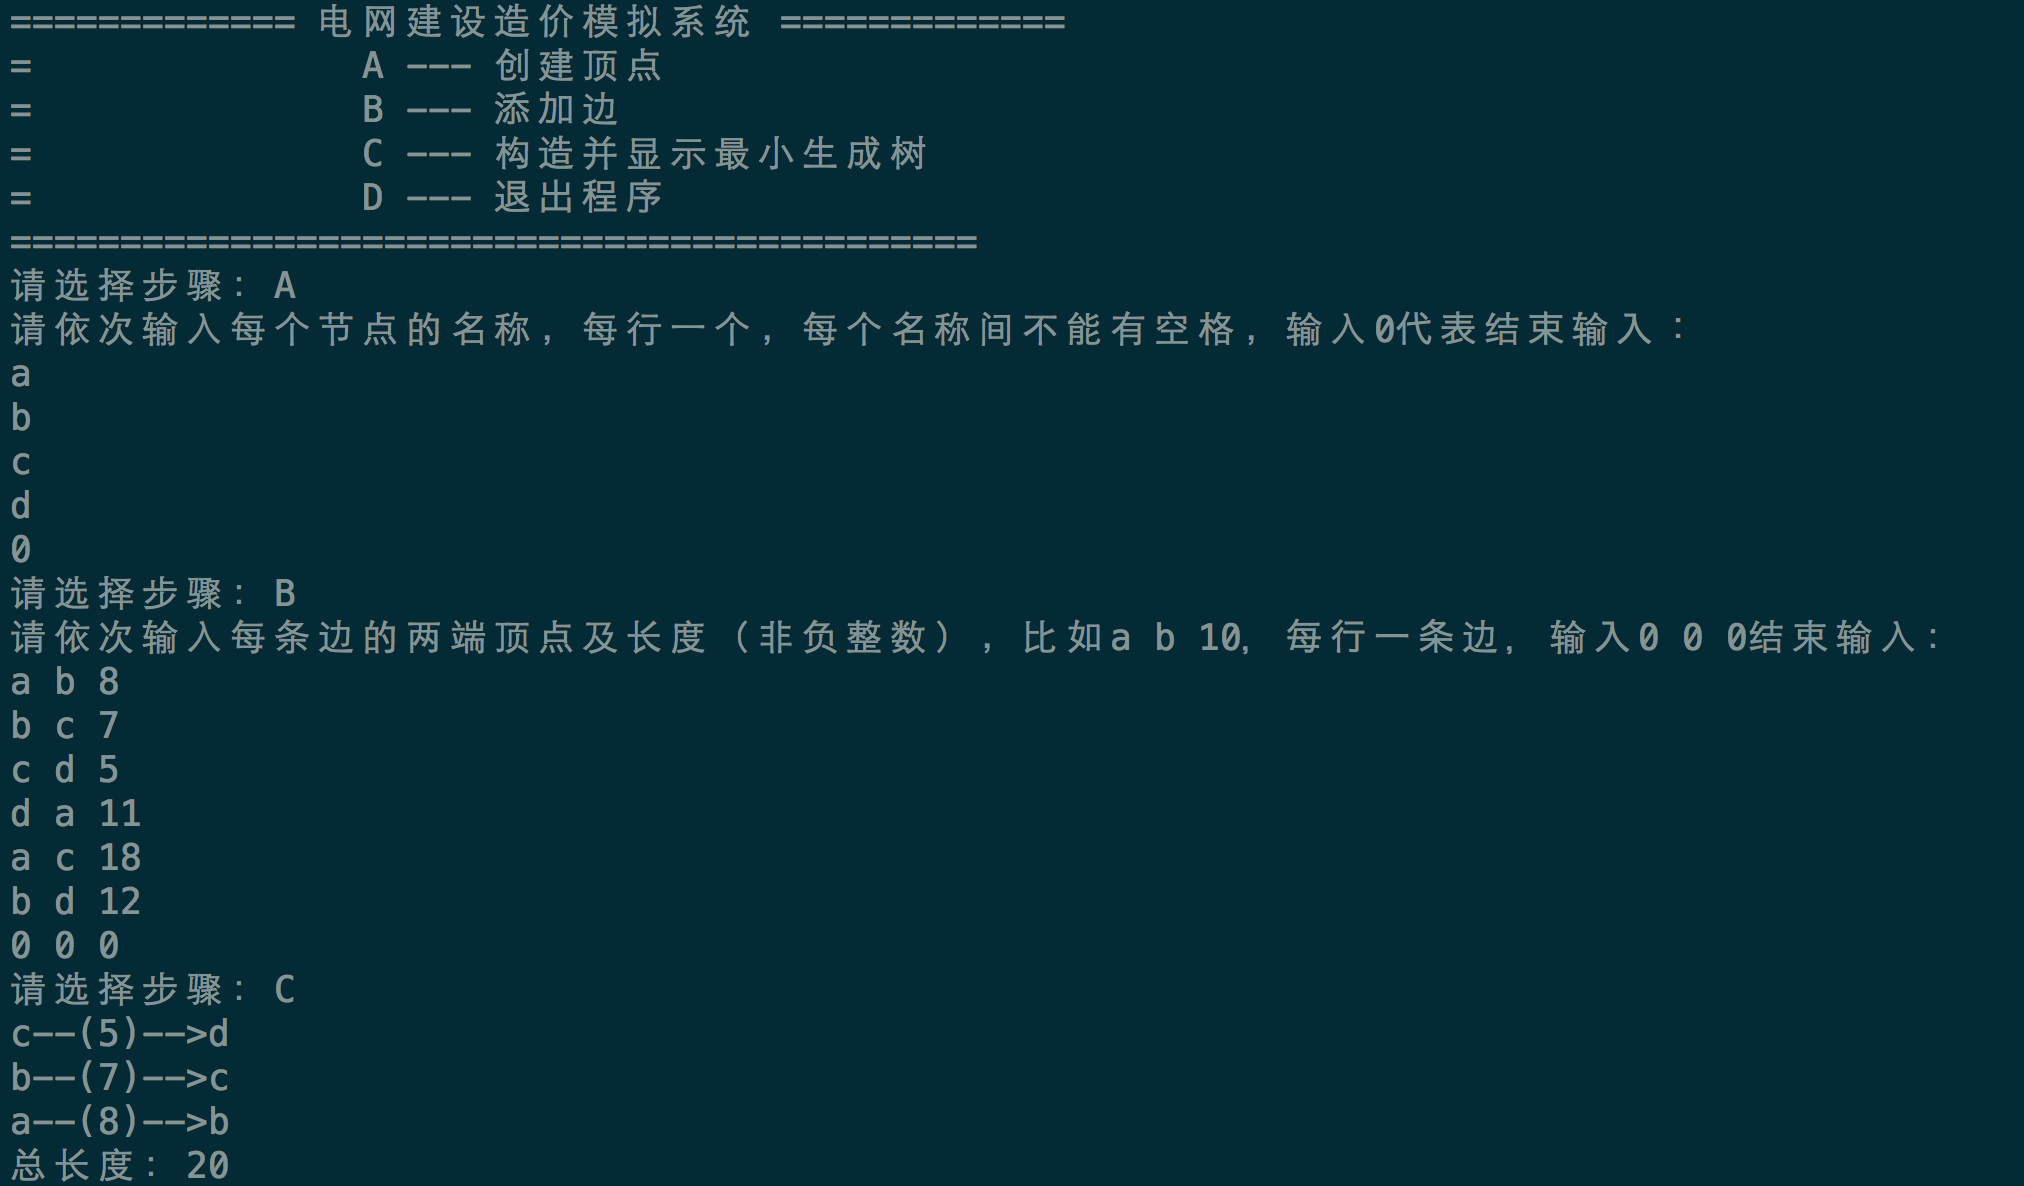 ============= 电网建设造价模拟系统 =============
=               A --- 创建顶点
=               B --- 添加边
=               C --- 构造并显示最小生成树
=               D --- 退出程序
============================================
请选择步骤: A
请依次输入每个节点的名称, 每行一个, 每个名称间不能有空格, 输入0代表结束输入 :
a
b
c
d
0
请选择步骤: B
请依次输入每条边的两端顶点及长度 (非负整数) , 比如a b 10, 每行一条边, 输入0 0 0结束输入:
a b 8
b c 7
c d 5
d a 11
a c 18
b d 12
0 0 0
请选择步骤: C
c--(5)-->d
b--(7)-->c
a--(8)-->b
总长度: 20